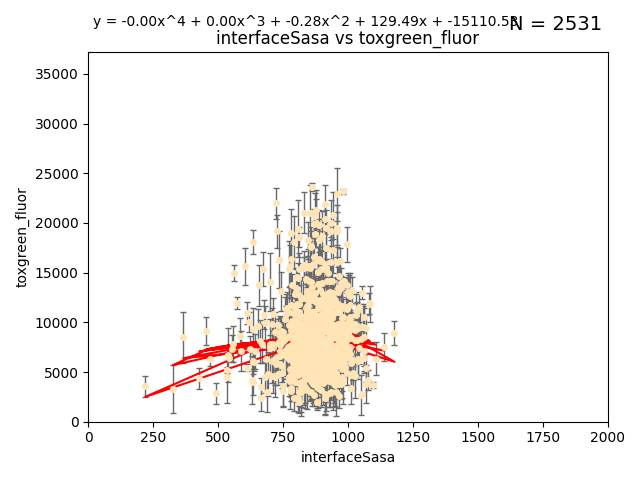 y = -0.00x^4 + 0.00x^3 + -0.28x^2 + 129.49x + -15110.53
N = 2531
interfaceSasa vs toxgreen_fluor
35000
30000
25000
20000
15000
10000
5000
0
toxgreen_fluor
0 250 500 750 1000 1250 1500 1750 2000
interfaceSasa